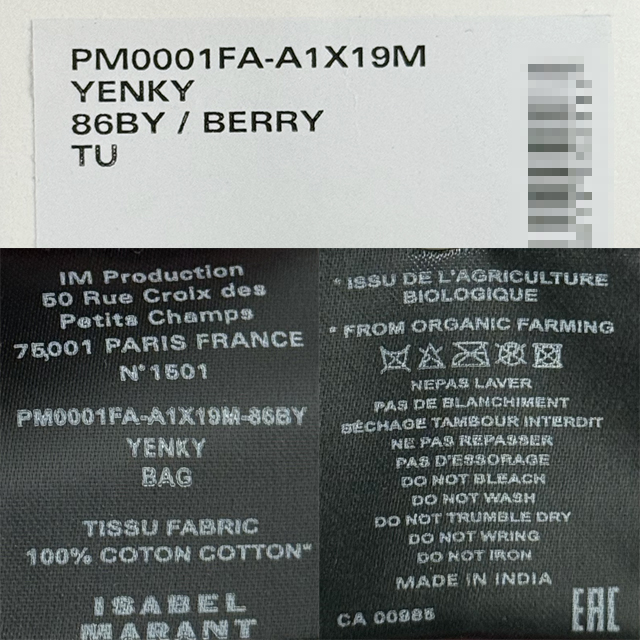 PM0001FA-A1X19M
YENKY
86BY / BERRY
TU
IM Production
50 Rue Croix des
Petits Champs
75,001 PARIS FRANCE
N°1501
PM0001FA-A1X19M-86BY
YENKY
BAG
TISSU FABRIC
100% COTON COTTON*
ISABEL
MARANT
* ISSU DE L'AGRICULTURE
BIOLOGIQUE
* FROM ORGANIC FARMING
NEPAS LAVER
PAS DE BLANCHIMENT
SÈCHAGE TAMBOUR INTERDIT
NE PAS REPASSER
PAS D'ESSORAGE
DO NOT BLEACH
DO NOT WASH
DO NOT TRUMBLE DRY
DO NOT WRING
DO NOT IRON
MADE IN INDIA
CA 00985
EAC